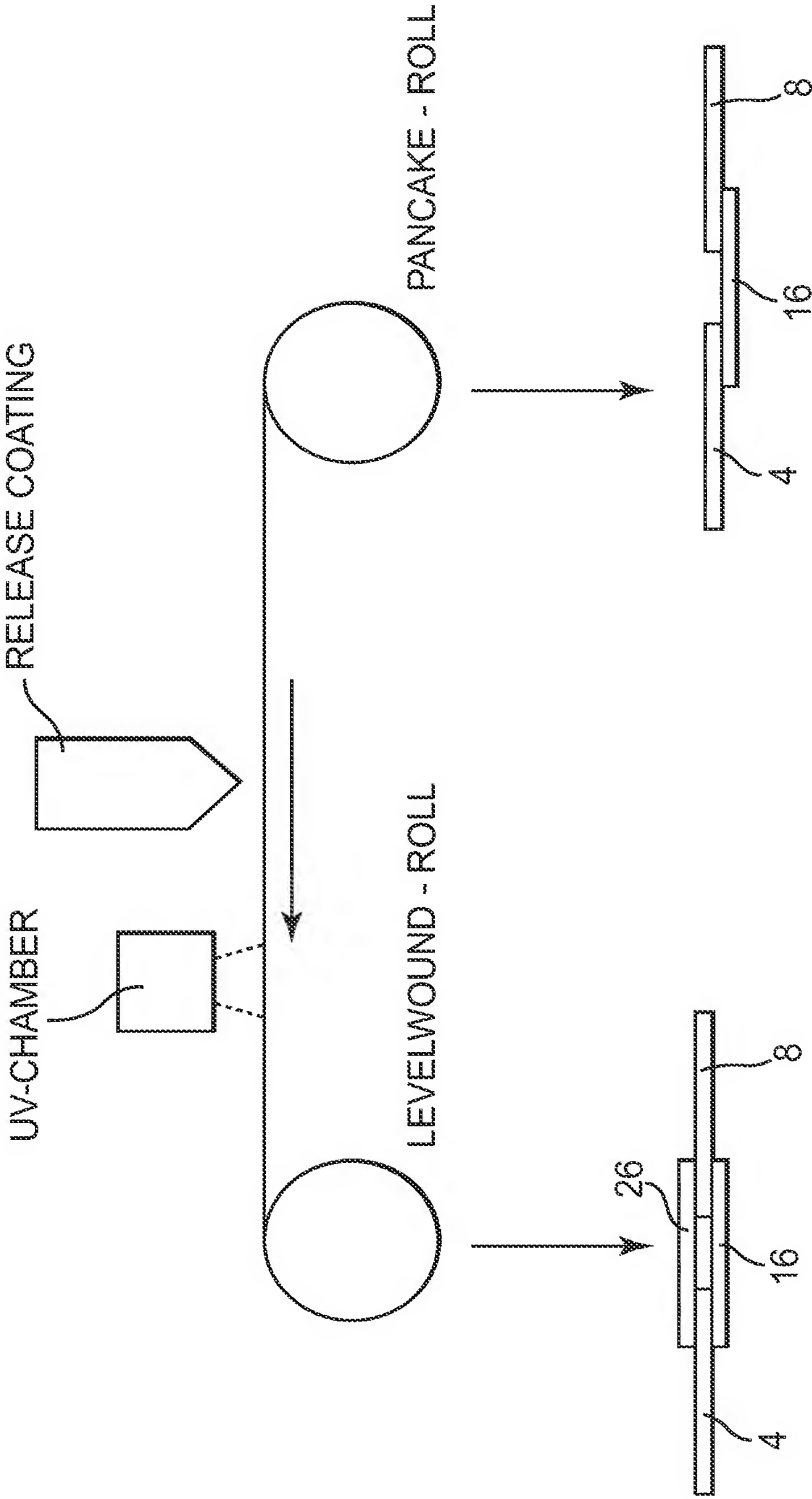 RELEASE COATING
UV-CHAMBER
LEVELWOUND - ROLL
PANCAKE - ROLL
26
4
16
8
4
16
8